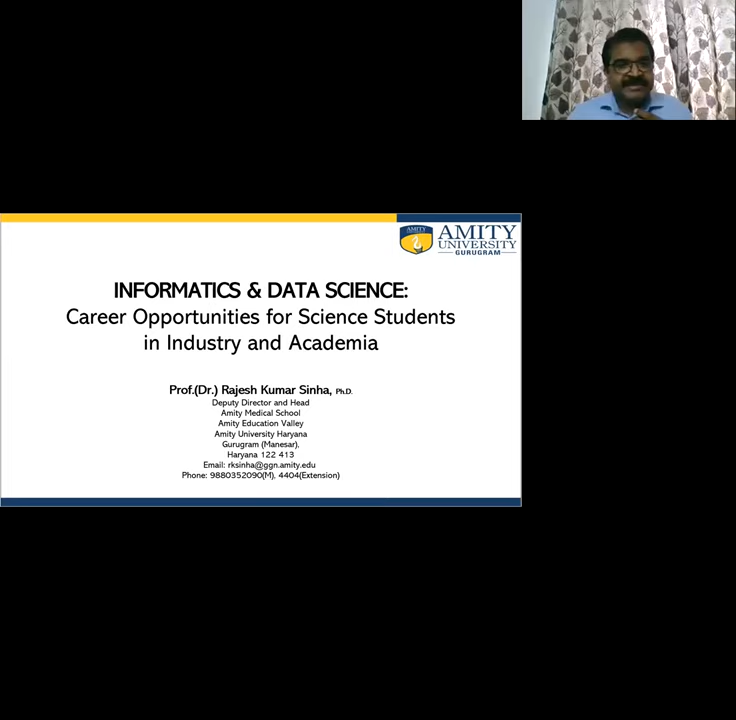 AMITY
UNIVERSITY
GURUGRAM
AMITY
INFORMATICS & DATA SCIENCE:
Career Opportunities for Science Students
in Industry and Academia
Prof.(Dr.) Rajesh Kumar Sinha, Ph.D.
Deputy Director and Head
Amity Medical School
Amity Education Valley
Amity University Haryana
Gurugram (Manesar),
Haryana 122 413
Email: rksinha@ggn.amity.edu
Phone: 9880352090(M), 4404(Extension)